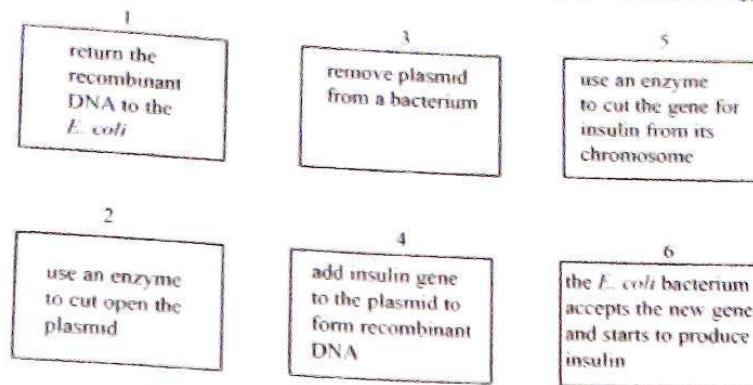 1
return the
recombinant
DNA to the
E. coli
3
remove plasmid
from a bacterium
5
use an enzyme
to cut the gene for
insulin from its
chromosome
2
use an enzyme
to cut open the
plasmid
4
add insulin gene
to the plasmid to
form recombinant
DNA
6
the E. coli bacterium
accepts the new gene
and starts to produce
insulin